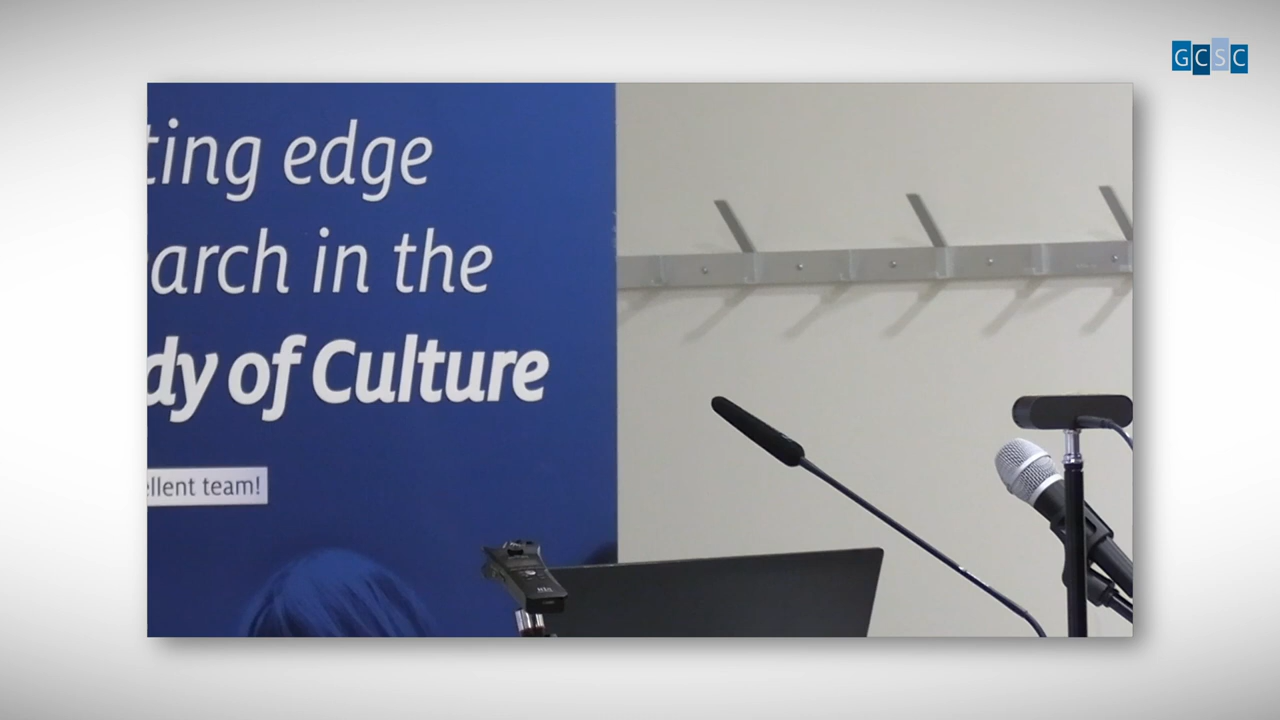 GCSC
ting edge
arch in the
dy of Culture
ellent team!